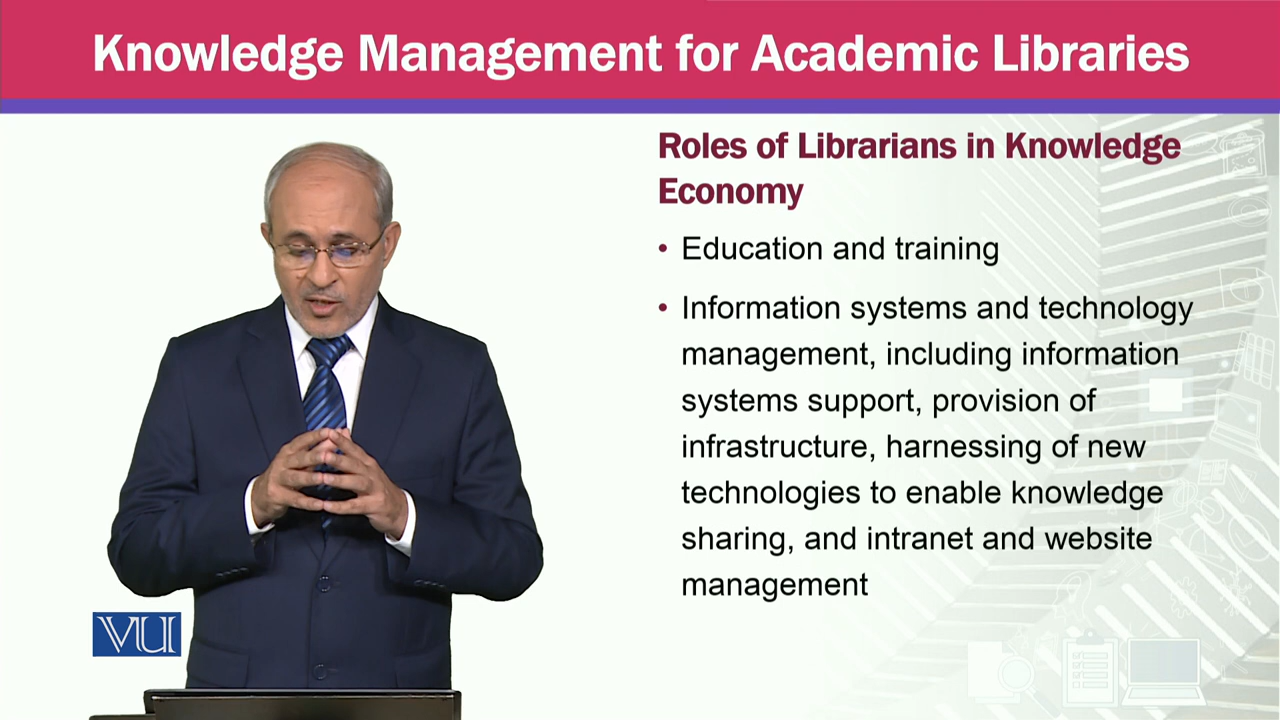 Knowledge Management for Academic Libraries
Roles of Librarians in Knowledge
Economy
• Education and training
• Information systems and technology
management, including information
systems support, provision of
infrastructure, harnessing of new
technologies to enable knowledge
sharing, and intranet and website
management
VU